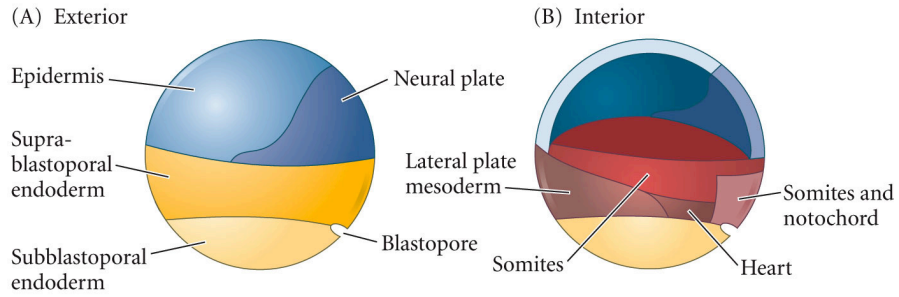 (A) Exterior
Epidermis
Neural plate
Supra-
blastoporal
endoderm
Subblastoporal
endoderm
Blastopore
(B) Interior
Lateral plate
mesoderm
Somites and
notochord
Somites
Heart